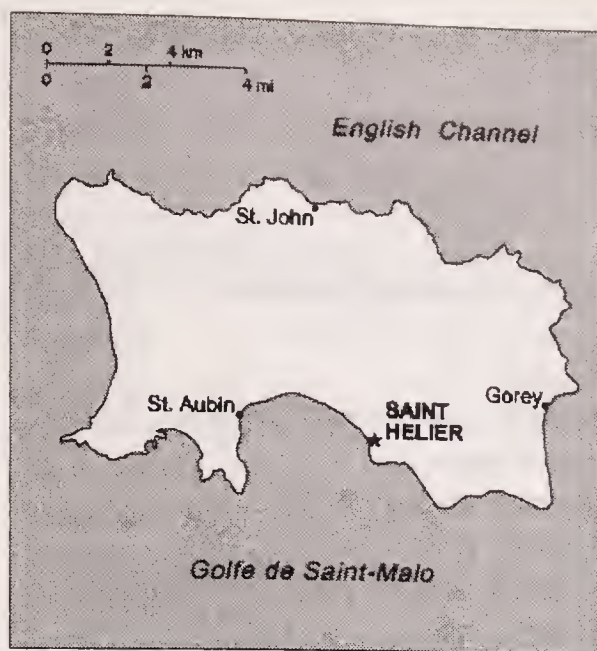 0 2 4 km
0 2 4 mi
English Channel
St. John
St. Aubin
Gorey
SAINT
HELIER
Golfe de Saint-Malo